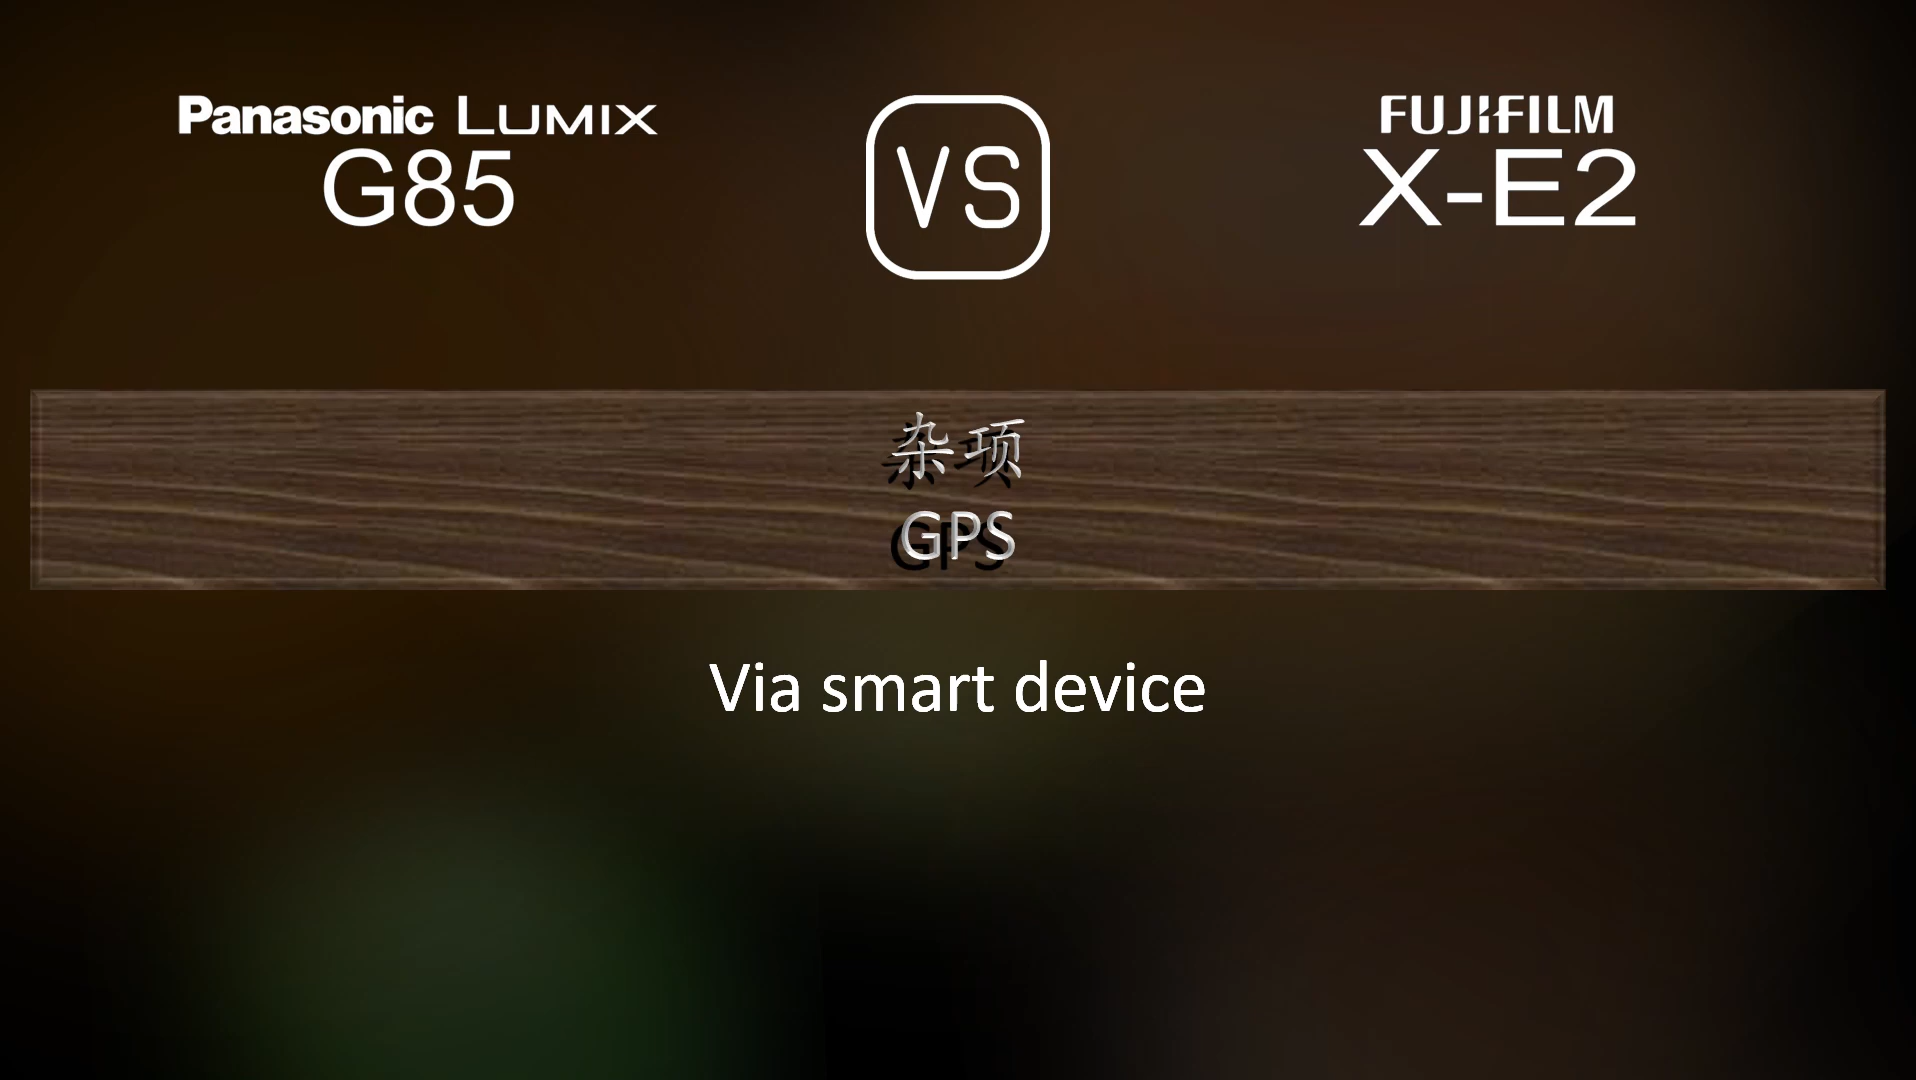 Panasonic LUMIX
G85
VS
FUJIFILM
X-E2
杂项
GPS
Via smart device